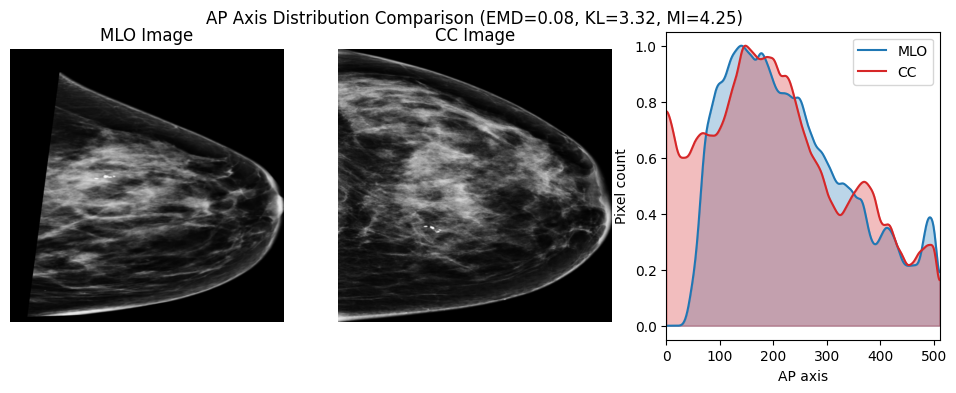 AP Axis Distribution Comparison (EMD=0.08, KL=3.32, MI=4.25)
MLO Image
CC Image
MLO
CC
Pixel count
1.0
0.8
0.6
0.4
0.2
0.0
0 100 200 300 400 500
AP axis